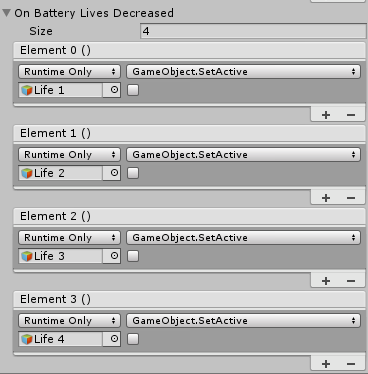 On Battery Lives Decreased
Size 4
Element 0 ()
Runtime Only GameObject.SetActive
Life 1
Element 1 ()
Runtime Only GameObject.SetActive
Life 2
Element 2 ()
Runtime Only GameObject.SetActive
Life 3
Element 3 ()
Runtime Only GameObject.SetActive
Life 4